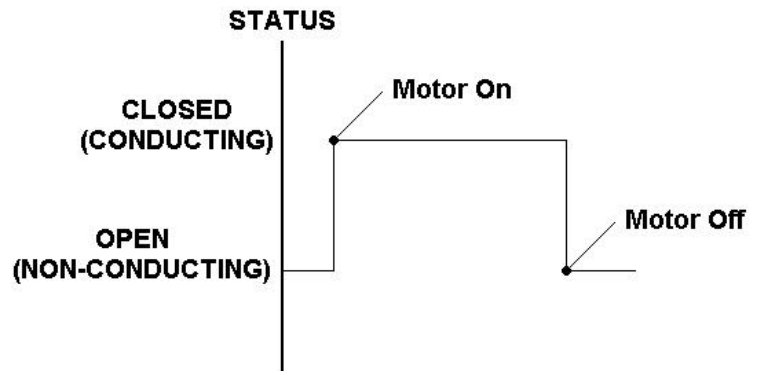 STATUS
Motor On
CLOSED
(CONDUCTING)
OPEN
(NON-CONDUCTING)
Motor Off